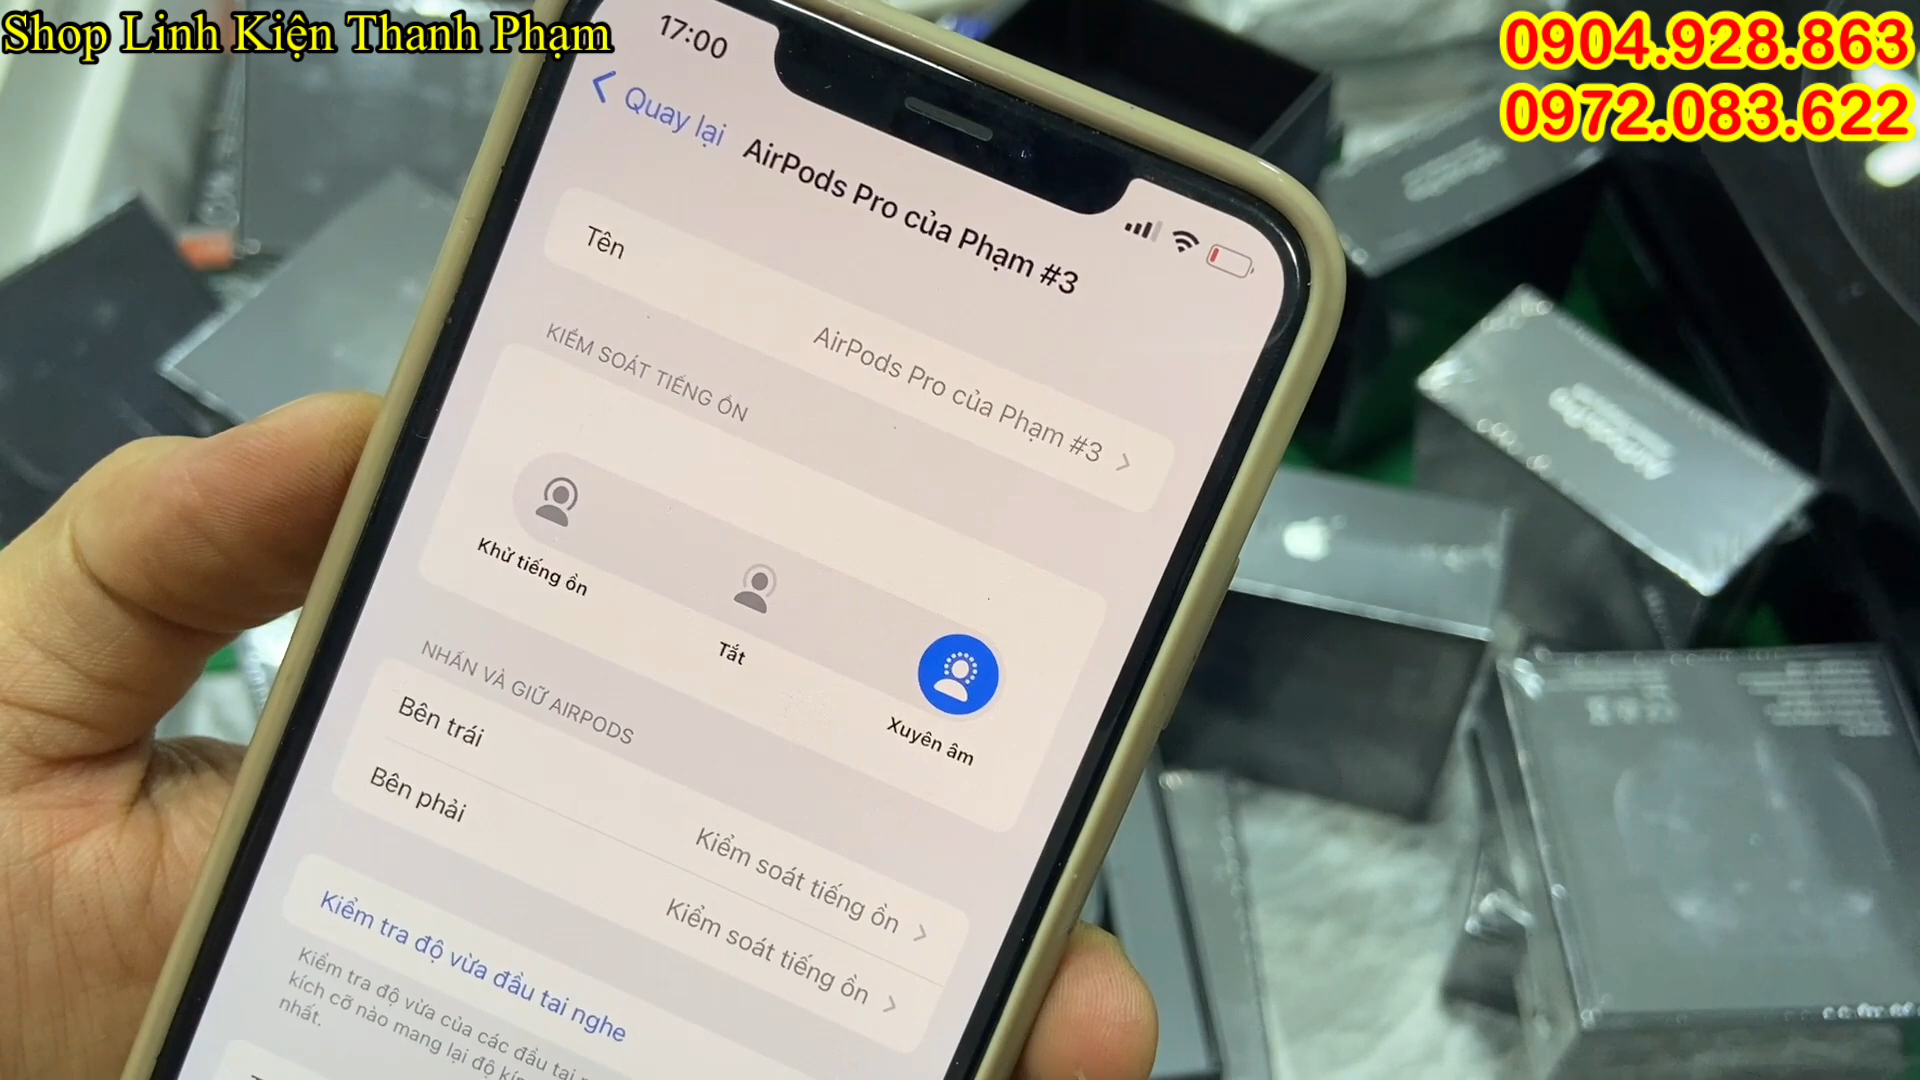 Shop Linh Kiện Thanh Phạm
0904.928.863
0972.083.622
17:00
Quay lại
AirPods Pro của Phạm #3
Tên
AirPods Pro của Phạm #3
KIỂM SOÁT TIẾNG ỒN
Khử tiếng ồn
Tắt
Xuyên âm
NHẤN VÀ GIỮ AIRPODS
Bên trái
Kiểm soát tiếng ồn
Bên phải
Kiểm soát tiếng ồn
Kiểm tra độ vừa đầu tai nghe
Kiểm tra độ vừa của các đầu tai
kích cỡ nào mang lại độ
nhất.